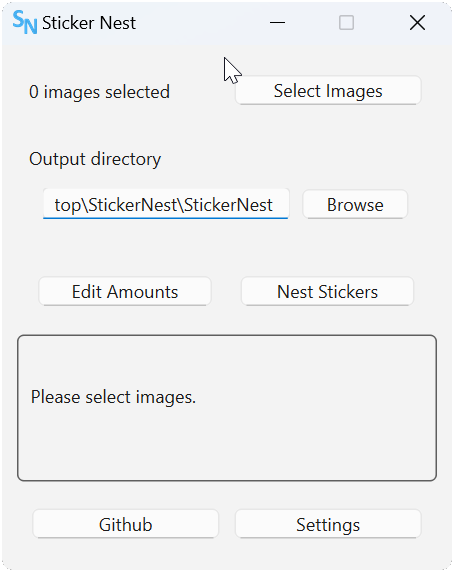 SN Sticker Nest
0 images selected Select Images
Output directory
top\StickerNest\StickerNest Browse
Edit Amounts Nest Stickers
Please select images.
Github Settings